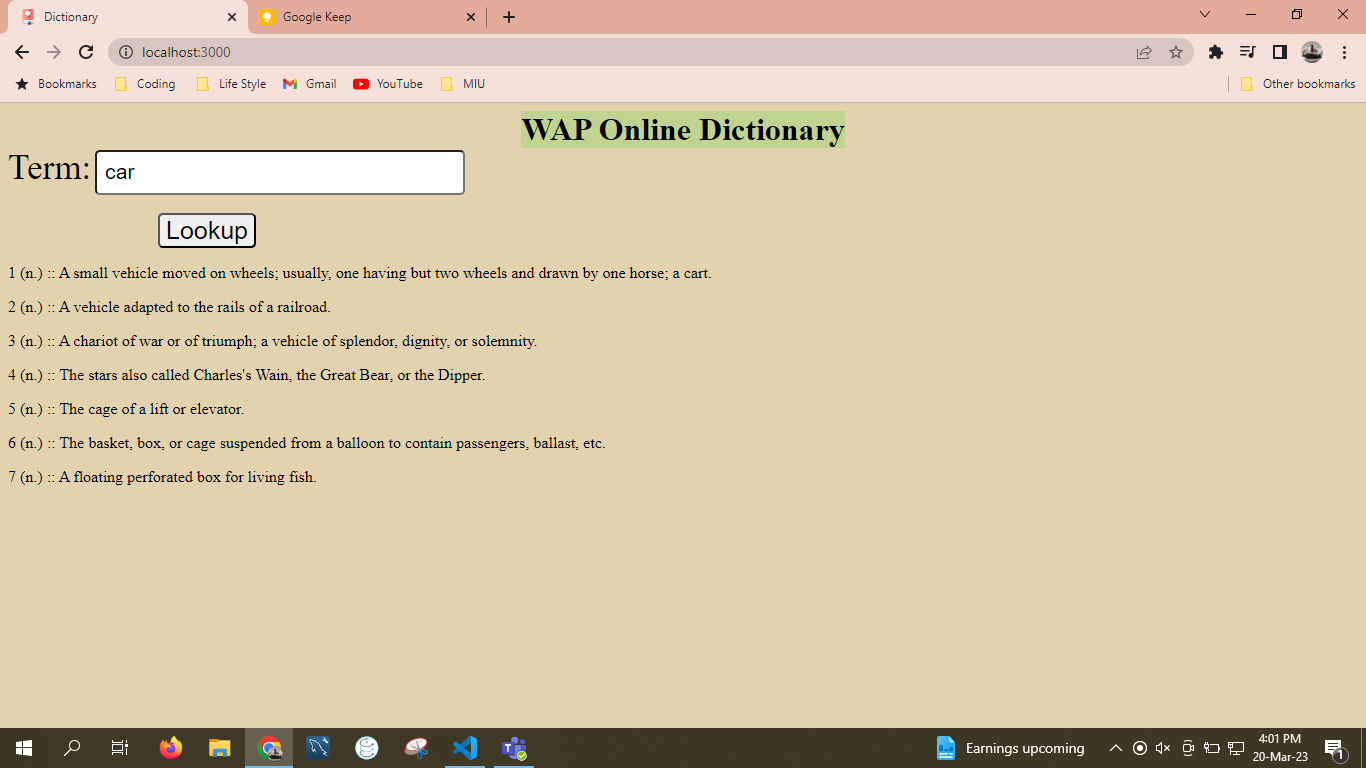 Dictionary
Google Keep
localhost:3000
Bookmarks
Coding
Life Style
Gmail
YouTube
MIU
Other bookmarks
WAP Online Dictionary
Term: car
Lookup
1 (n.) :: A small vehicle moved on wheels; usually, one having but two wheels and drawn by one horse; a cart.
2 (n.) :: A vehicle adapted to the rails of a railroad.
3 (n.) :: A chariot of war or of triumph; a vehicle of splendor, dignity, or solemnity.
4 (n.) :: The stars also called Charles's Wain, the Great Bear, or the Dipper.
5 (n.) :: The cage of a lift or elevator.
6 (n.) :: The basket, box, or cage suspended from a balloon to contain passengers, ballast, etc.
7 (n.) :: A floating perforated box for living fish.
Earnings upcoming
4:01 PM
20-Mar-23
1